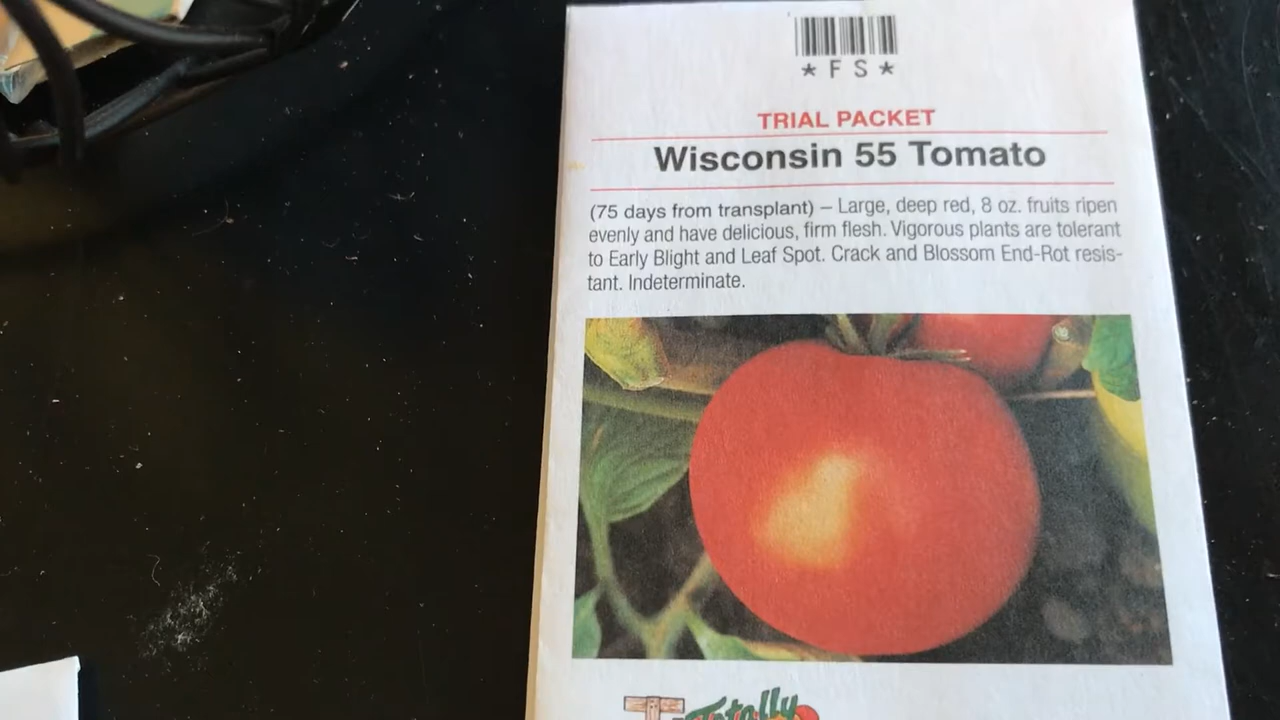 * F S *
TRIAL PACKET
Wisconsin 55 Tomato
(75 days from transplant) – Large, deep red, 8 oz. fruits ripen
evenly and have delicious, firm flesh. Vigorous plants are tolerant
to Early Blight and Leaf Spot. Crack and Blossom End-Rot resis-
tant. Indeterminate.
Totally